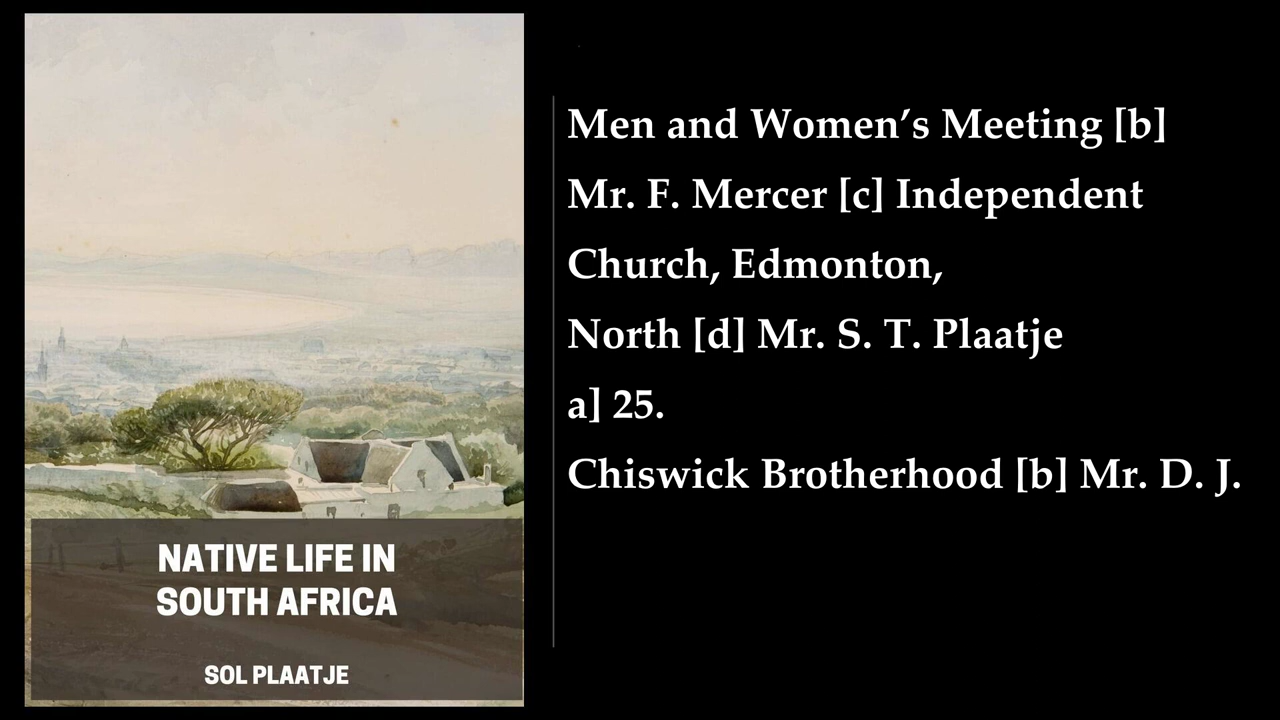 NATIVE LIFE IN
SOUTH AFRICA
SOL PLAATJE
Men and Women’s Meeting [b]
Mr. F. Mercer [c] Independent
Church, Edmonton,
North [d] Mr. S. T. Plaatje
a] 25.
Chiswick Brotherhood [b] Mr. D. J.